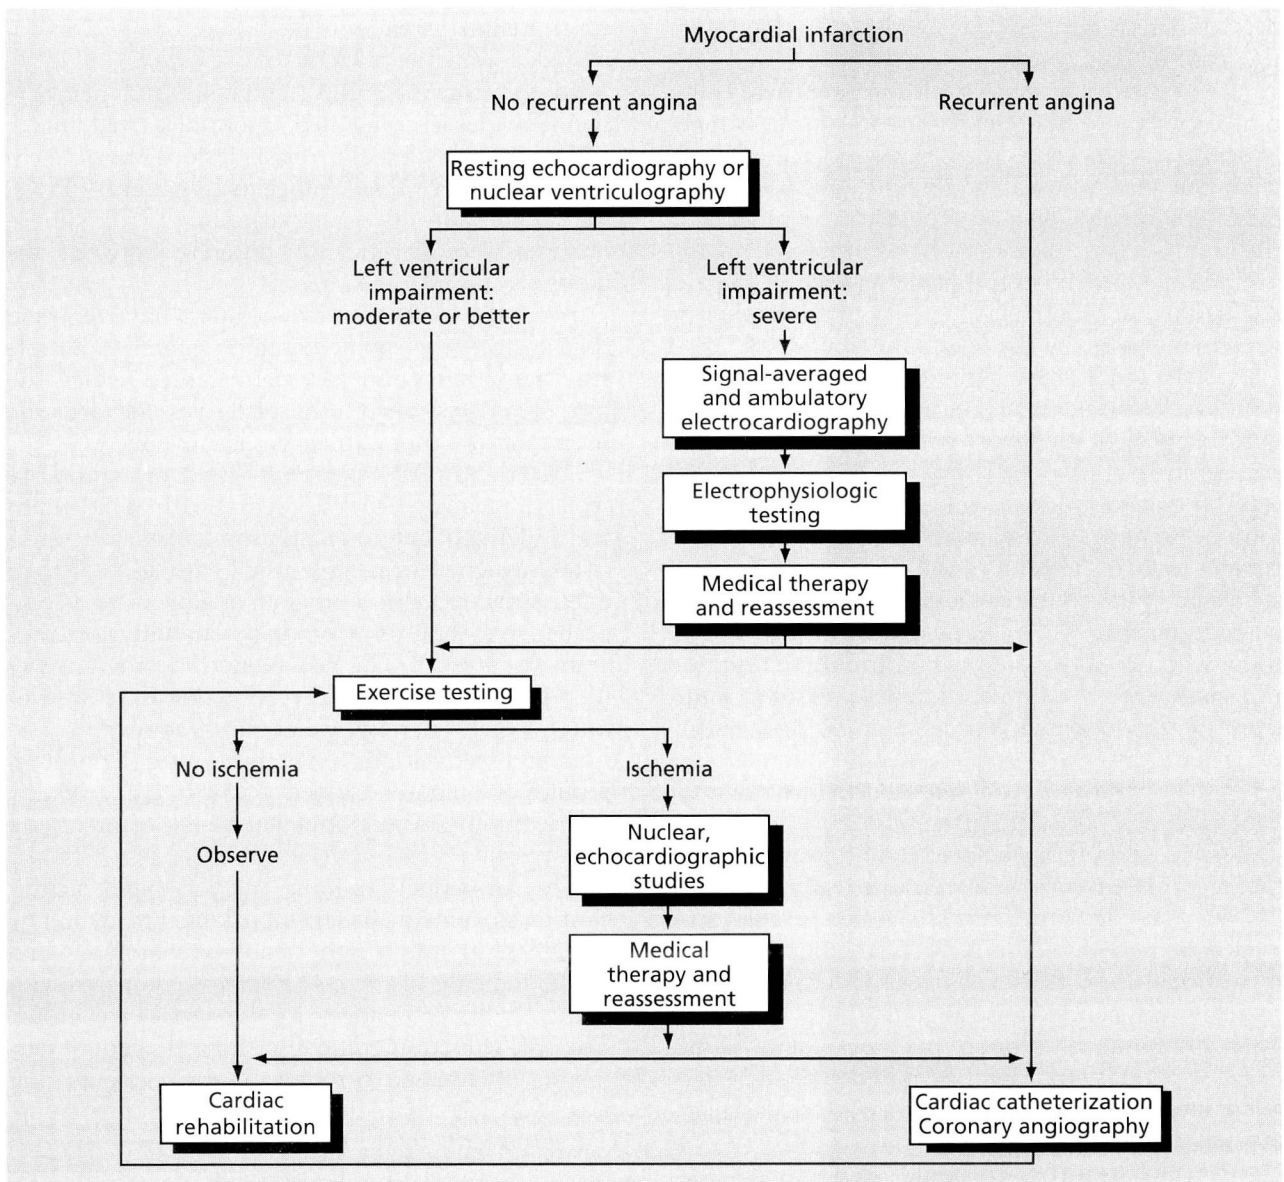 Myocardial infarction
No recurrent angina
Recurrent angina
Resting echocardiography or
nuclear ventriculography
Left ventricular
impairment:
moderate or better
Left ventricular
impairment:
severe
Signal-averaged
and ambulatory
electrocardiography
Electrophysiologic
testing
Medical therapy
and reassessment
Exercise testing
No ischemia
Ischemia
Observe
Nuclear,
echocardiographic
studies
Medical
therapy and
reassessment
Cardiac
rehabilitation
Cardiac catheterization
Coronary angiography